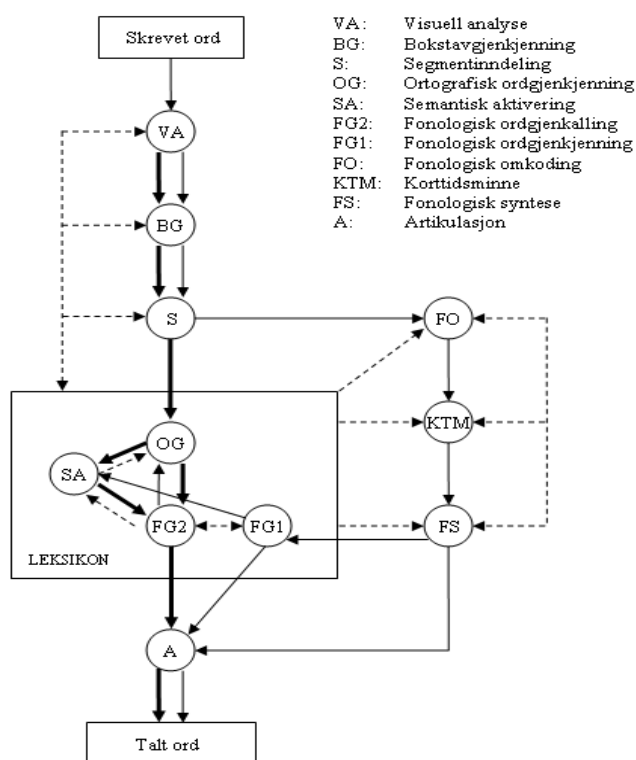 Skrevet ord
VA: Visuell analyse
BG: Bokstavgjenkjenning
S: Segmentinndeling
OG: Ortografisk ordgjenkjenning
SA: Semantisk aktivering
FG2: Fonologisk ordgjenkalling
FG1: Fonologisk ordgjenkjenning
FO: Fonologisk omkoding
KTM: Korttidsminne
FS: Fonologisk syntese
A: Artikulasjon
VA
BG
S
FO
OG
KTM
SA
FG2
FG1
FS
LEKSIKON
A
Talt ord